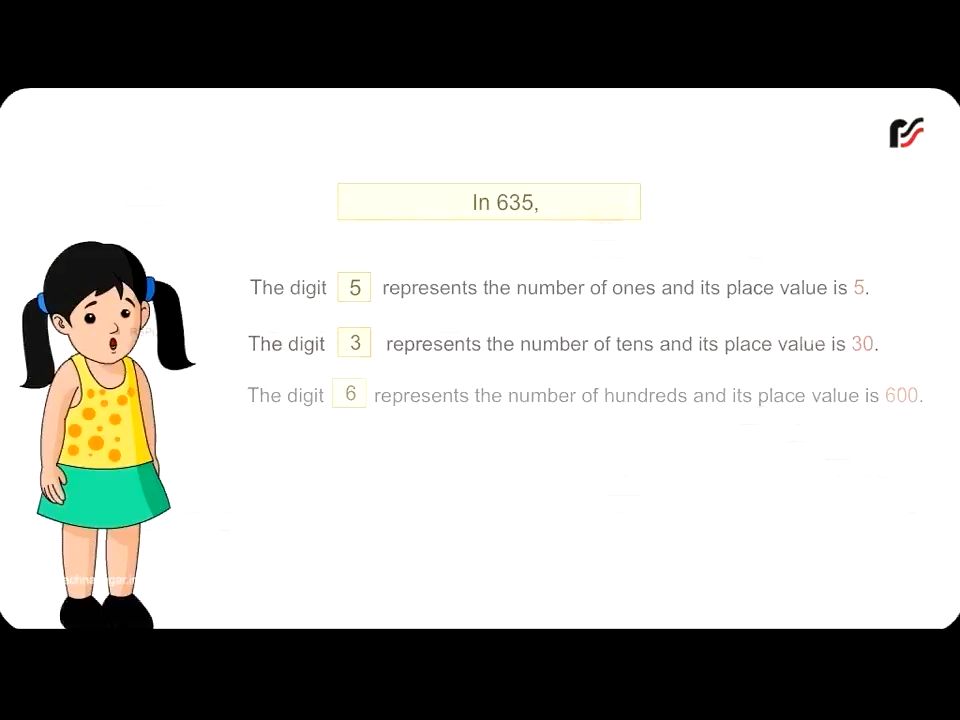 In 635,
The digit 5 represents the number of ones and its place value is 5.
The digit 3 represents the number of tens and its place value is 30.
The digit 6 represents the number of hundreds and its place value is 600.